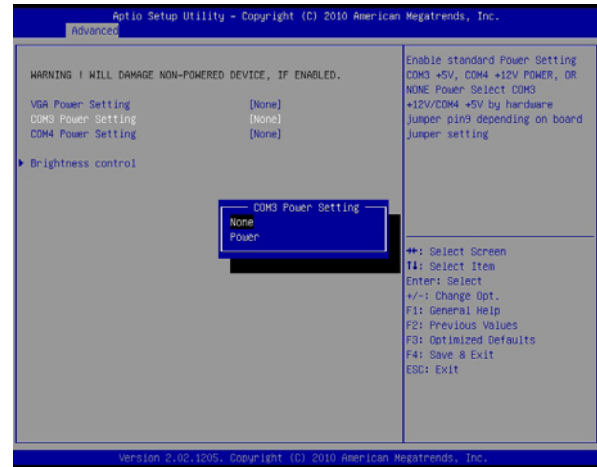 Aptio Setup Utility - Copyright (C) 2010 American Megatrends, Inc.
Advanced
WARNING ! WILL DAMAGE NON-POWERED DEVICE, IF ENABLED.
VGA Power Setting [None]
COM3 Power Setting [None]
COM4 Power Setting [None]
Brightness control
COM3 Power Setting
None
Power
Enable standard Power Setting
COM3 +5V, COM4 +12V POWER, OR
NONE Power Select COM3
+12V/COM4 +5V by hardware
jumper pin9 depending on board
jumper setting
↔: Select Screen
↑↓: Select Item
Enter: Select
+/-: Change Opt.
F1: General Help
F2: Previous Values
F3: Optimized Defaults
F4: Save & Exit
ESC: Exit
Version 2.02.1205. Copyright (C) 2010 American Megatrends, Inc.